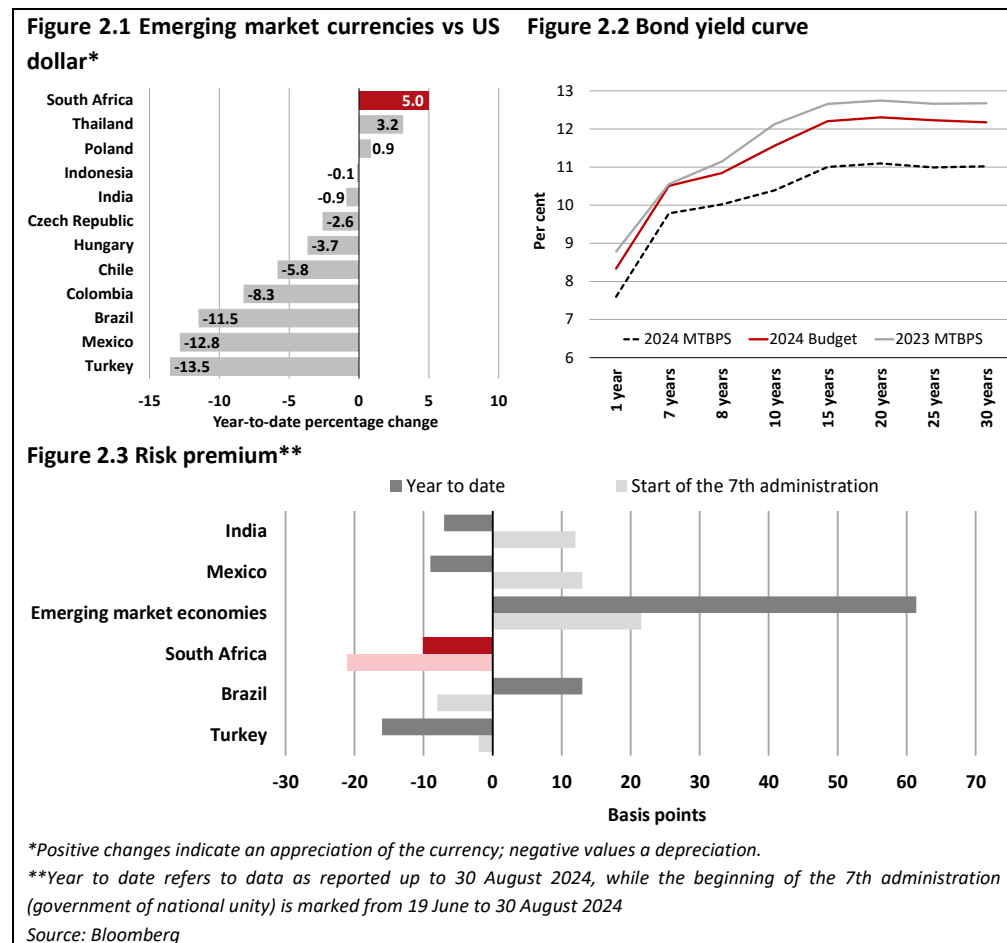 Figure 2.1 Emerging market currencies vs US
dollar*
South Africa 5.0
Thailand 3.2
Poland 0.9
Indonesia -0.1
India -0.9
Czech Republic -2.6
Hungary -3.7
Chile -5.8
Colombia -8.3
Brazil -11.5
Mexico -12.8
Turkey -13.5
-15 -10 -5 0 5 10
Year-to-date percentage change
Figure 2.2 Bond yield curve
13
12
11
10
9
8
7
6
Per cent
2024 MTBPS 2024 Budget 2023 MTBPS
1 year
7 years
8 years
10 years
15 years
20 years
25 years
30 years
Figure 2.3 Risk premium**
Year to date Start of the 7th administration
India
Mexico
Emerging market economies
South Africa
Brazil
Turkey
-30 -20 -10 0 10 20 30 40 50 60 70
Basis points
*Positive changes indicate an appreciation of the currency; negative values a depreciation.
**Year to date refers to data as reported up to 30 August 2024, while the beginning of the 7th administration
(government of national unity) is marked from 19 June to 30 August 2024
Source: Bloomberg